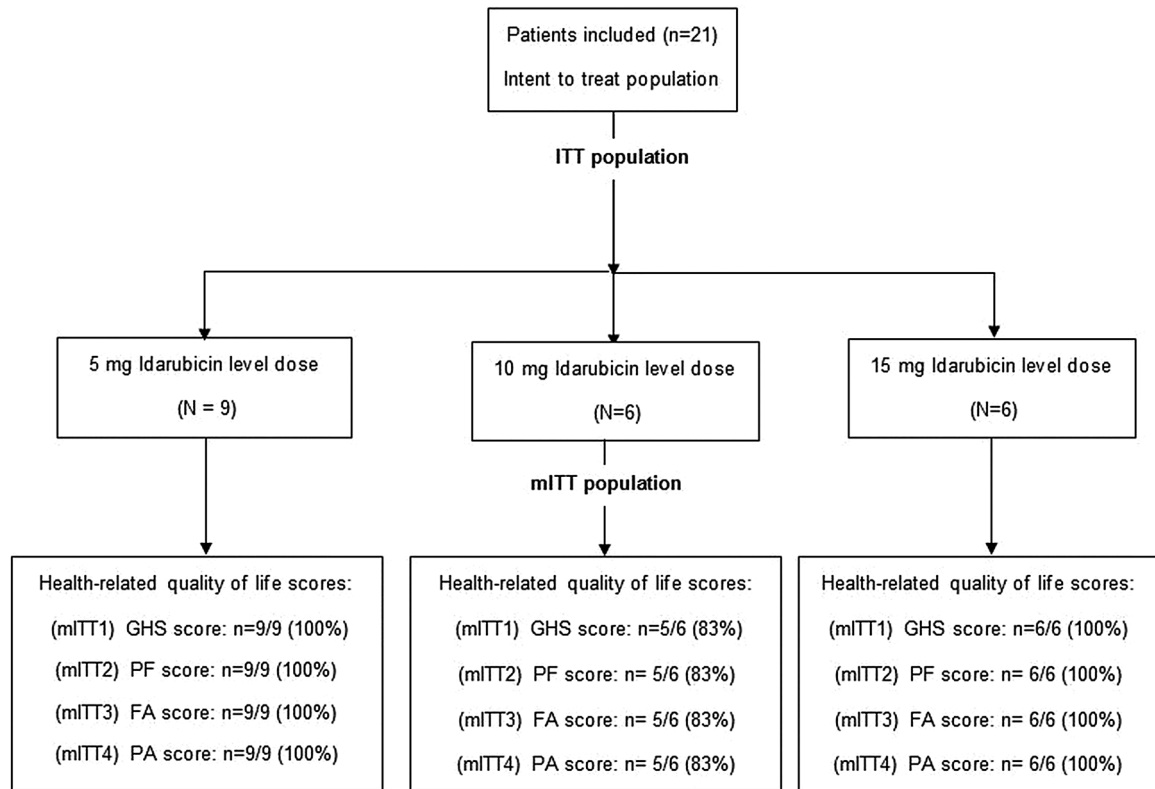 Patients included (n=21)
Intent to treat population
ITT population
5 mg Idarubicin level dose
(N = 9)
10 mg Idarubicin level dose
(N=6)
15 mg Idarubicin level dose
(N=6)
mITT population
Health-related quality of life scores:
(mITT1) GHS score: n=9/9 (100%)
(mITT2) PF score: n=9/9 (100%)
(mITT3) FA score: n=9/9 (100%)
(mITT4) PA score: n=9/9 (100%)
Health-related quality of life scores:
(mITT1) GHS score: n=5/6 (83%)
(mITT2) PF score: n= 5/6 (83%)
(mITT3) FA score: n= 5/6 (83%)
(mITT4) PA score: n= 5/6 (83%)
Health-related quality of life scores:
(mITT1) GHS score: n=6/6 (100%)
(mITT2) PF score: n= 6/6 (100%)
(mITT3) FA score: n= 6/6 (100%)
(mITT4) PA score: n= 6/6 (100%)